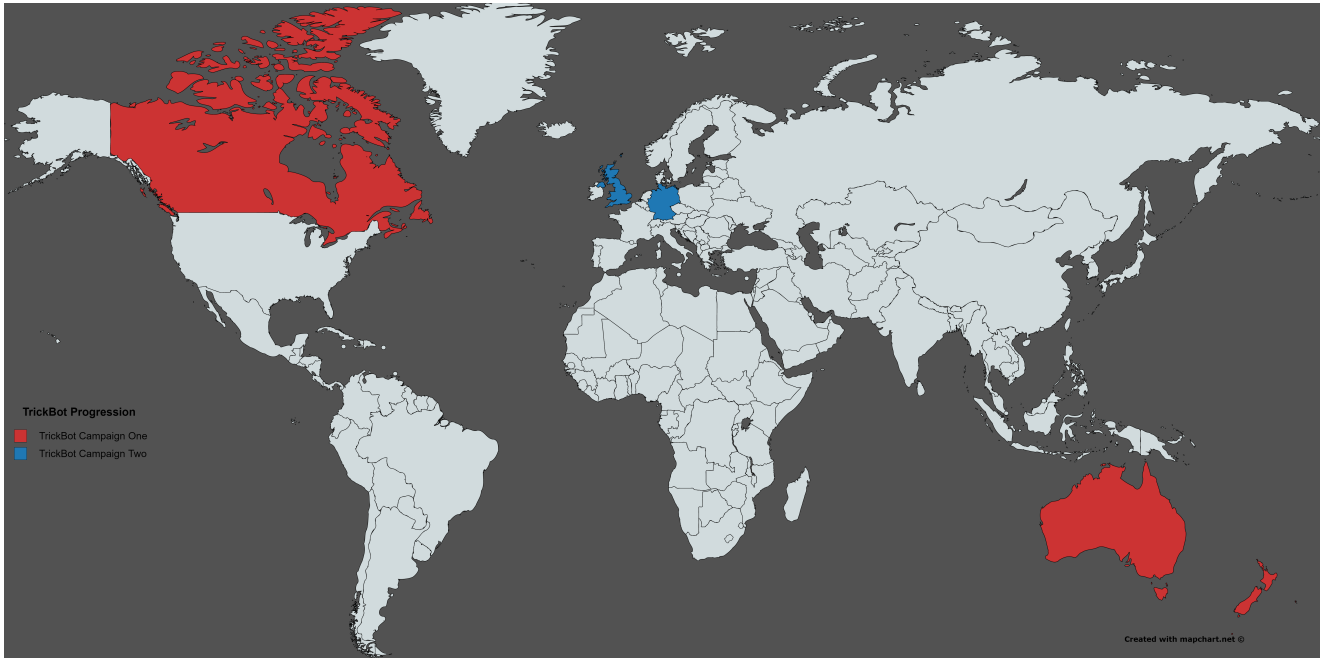 TrickBot Progression
TrickBot Campaign One
TrickBot Campaign Two
Created with mapchart.net ©